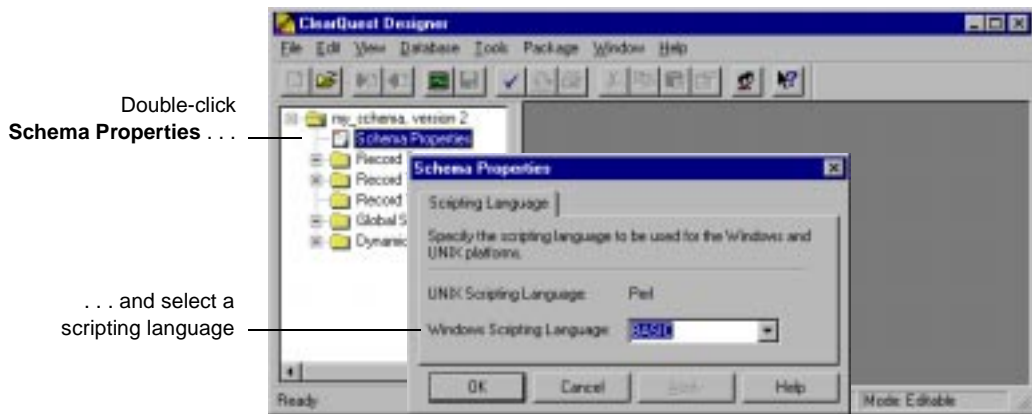 ClearQuest Designer
File Edit View Database Tools Package Window Help
Double-click
Schema Properties . . .
my_schema, version 2
Schema Properties
Record
Record
Record
Global S
Dynamic
Schema Properties
Scripting Language
Specify the scripting language to be used for the Windows and
UNIX platforms.
UNIX Scripting Language: Perl
. . . and select a
scripting language
Windows Scripting Language: BASIC
OK Cancel Apply Help
Ready
Mode: Editable